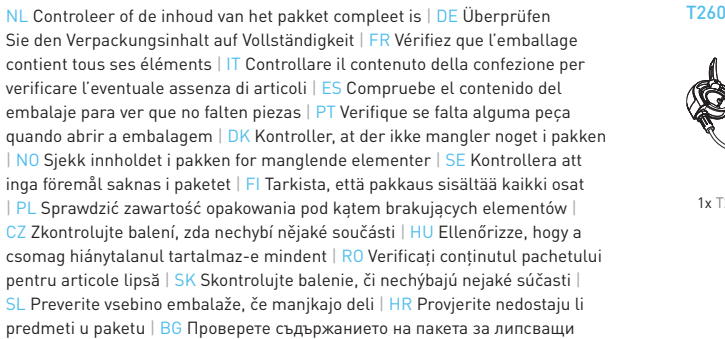 NL Controleer of de inhoud van het pakket compleet is | DE Überprüfen
Sie den Verpackungsinhalt auf Vollständigkeit | FR Vérifiez que l’emballage
contient tous ses éléments | IT Controllare il contenuto della confezione per
verificare l’eventuale assenza di articoli | ES Compruebe el contenido del
embalaje para ver que no falten piezas | PT Verifique se falta alguma peça
quando abrir a embalagem | DK Kontroller, at der ikke mangler noget i pakken
| NO Sjekk innholdet i pakken for manglende elementer | SE Kontrollera att
inga föremål saknas i paketet | FI Tarkista, että pakkaus sisältää kaikki osat
| PL Sprawdzić zawartość opakowania pod kątem brakujących elementów |
CZ Zkontrolujte balení, zda nechybí nějaké součásti | HU Ellenőrizze, hogy a
csomag hiánytalanul tartalmaz-e mindent | RO Verificați conținutul pachetului
pentru articole lipsă | SK Skontrolujte balenie, či nechýbajú nejaké súčasti |
SL Preverite vsebino embalaže, če manjkajo deli | HR Provjerite nedostaju li
predmeti u paketu | BG Проверете съдържанието на пакета за липсващи
T260
1x